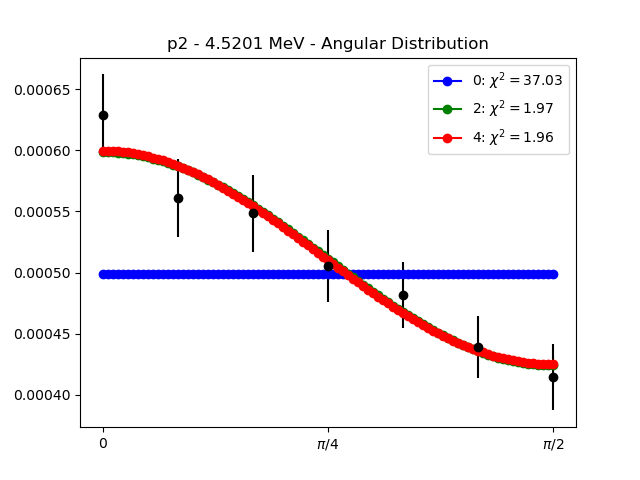 p2 - 4.5201 MeV - Angular Distribution
0: χ² = 37.03
2: χ² = 1.97
4: χ² = 1.96
0.00065
0.00060
0.00055
0.00050
0.00045
0.00040
0
π/4
π/2